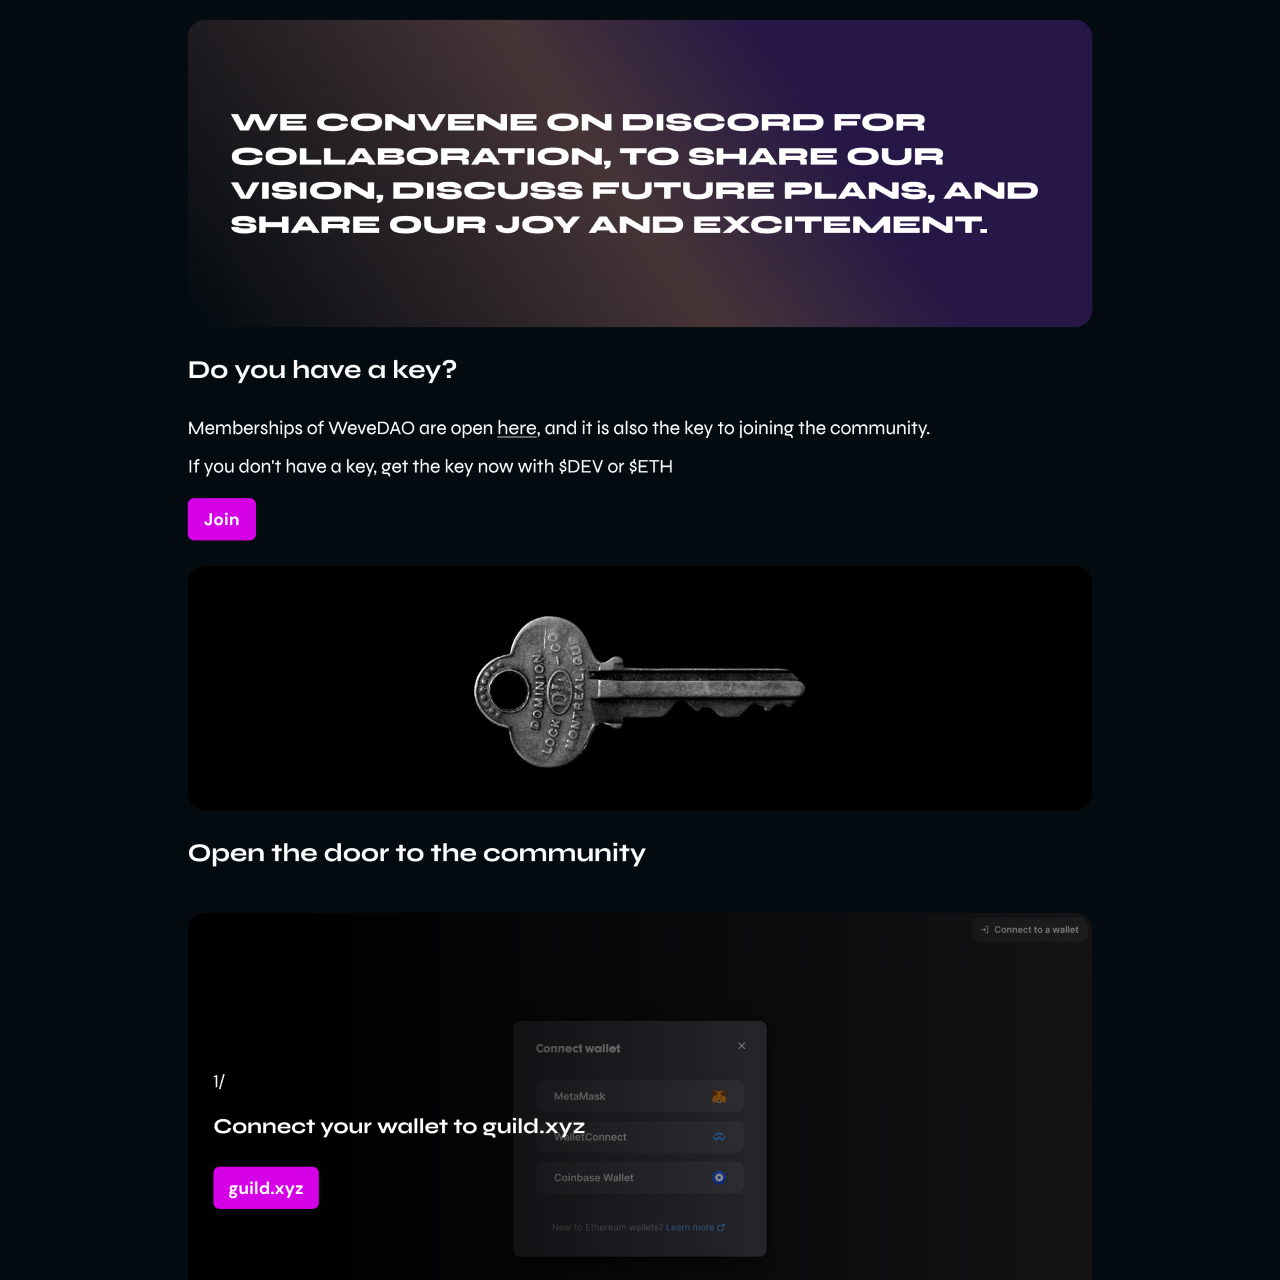 WE CONVENE ON DISCORD FOR
COLLABORATION, TO SHARE OUR
VISION, DISCUSS FUTURE PLANS, AND
SHARE OUR JOY AND EXCITEMENT.
Do you have a key?
Memberships of WeveDAO are open here, and it is also the key to joining the community.
If you don't have a key, get the key now with $DEV or $ETH
Join
DOMINION
LOCK DL - CO
MONTREAL, QUE
Open the door to the community
Connect to a wallet
Connect wallet
MetaMask
1/
Connect your wallet to guild.xyz
WalletConnect
Coinbase Wallet
guild.xyz
New to Ethereum wallets? Learn more